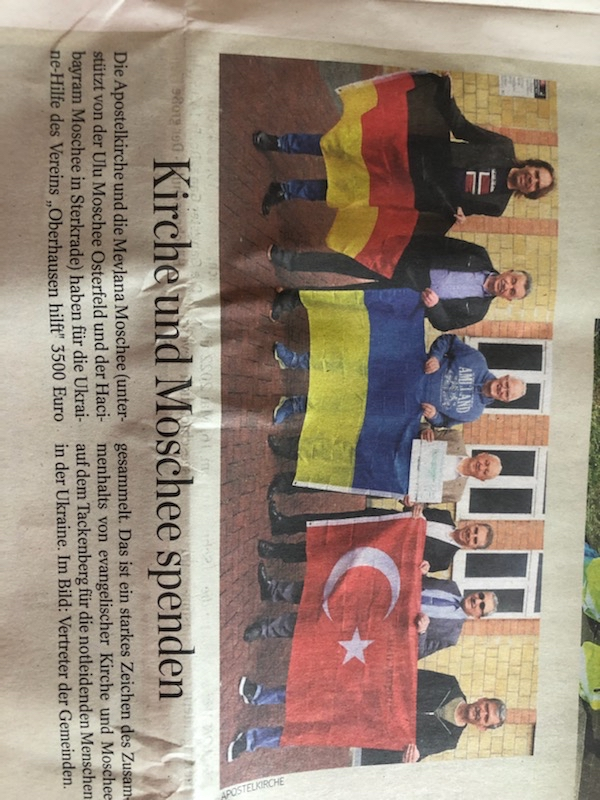 APOSTELKIRCHE
Kirche und Moschee spenden
Die Apostelkirche und die Mevlana Moschee (unter-
stützt von der Ulu Moschee Osterfeld und der Haci-
bayram Moschee in Sterkrade) haben für die Ukrai-
ne-Hilfe des Vereins „Oberhausen hilft“ 3500 Euro
gesammelt. Das ist ein starkes Zeichen des Zusam-
menhalts von evangelischer Kirche und Moschee
auf dem Tackenberg für die notleidenden Menschen
in der Ukraine. Im Bild: Vertreter der Gemeinden.